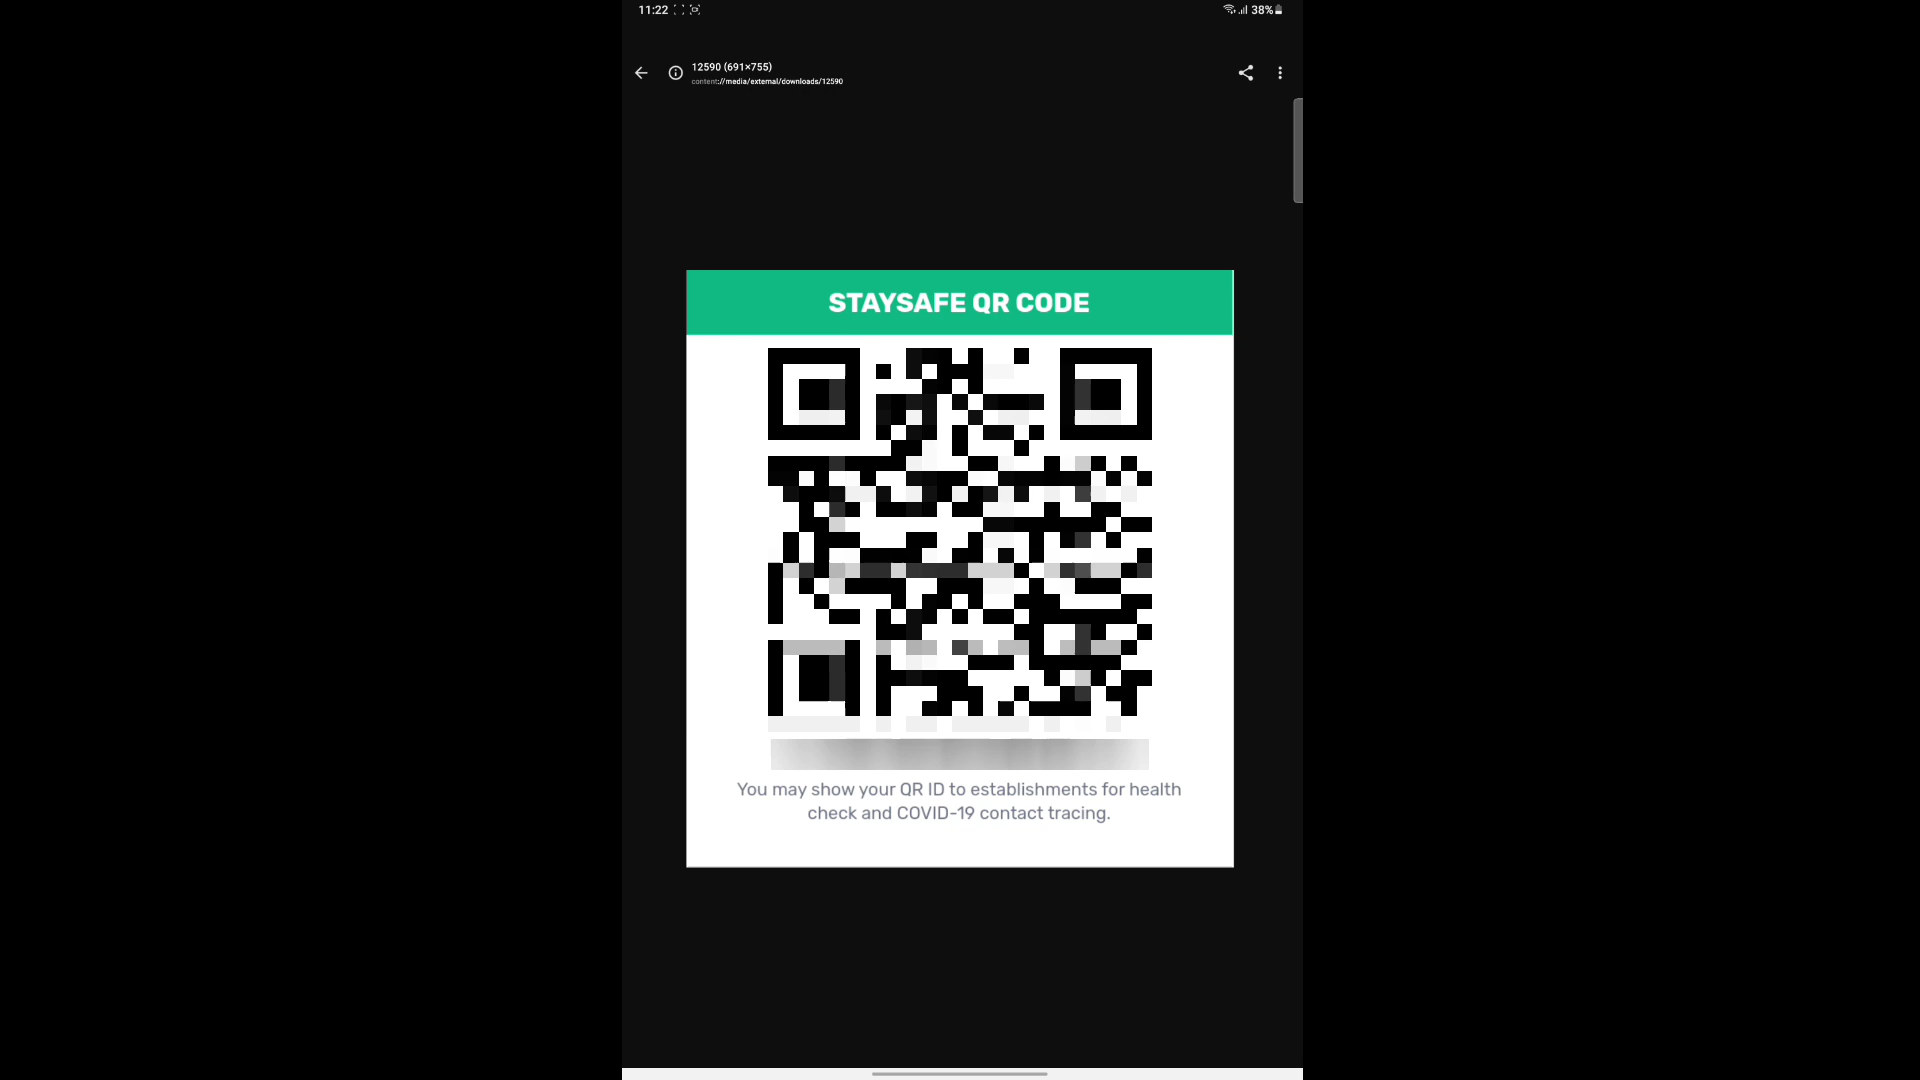 11:22
38%
12590 (691×755)
content://media/external/downloads/12590
STAYSAFE QR CODE
You may show your QR ID to establishments for health
check and COVID-19 contact tracing.